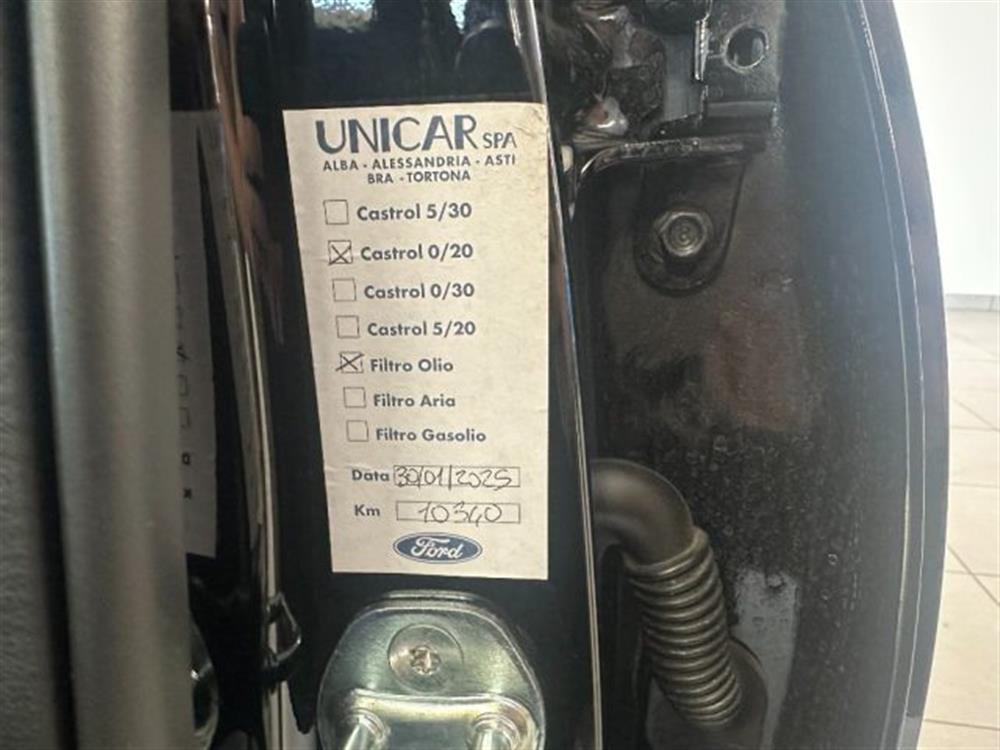 UNICAR SPA
ALBA - ALESSANDRIA - ASTI
BRA - TORTONA
Castrol 5/30
Castrol 0/20
Castrol 0/30
Castrol 5/20
Filtro Olio
Filtro Aria
Filtro Gasolio
Data 30/01/2025
Km 10340
Ford